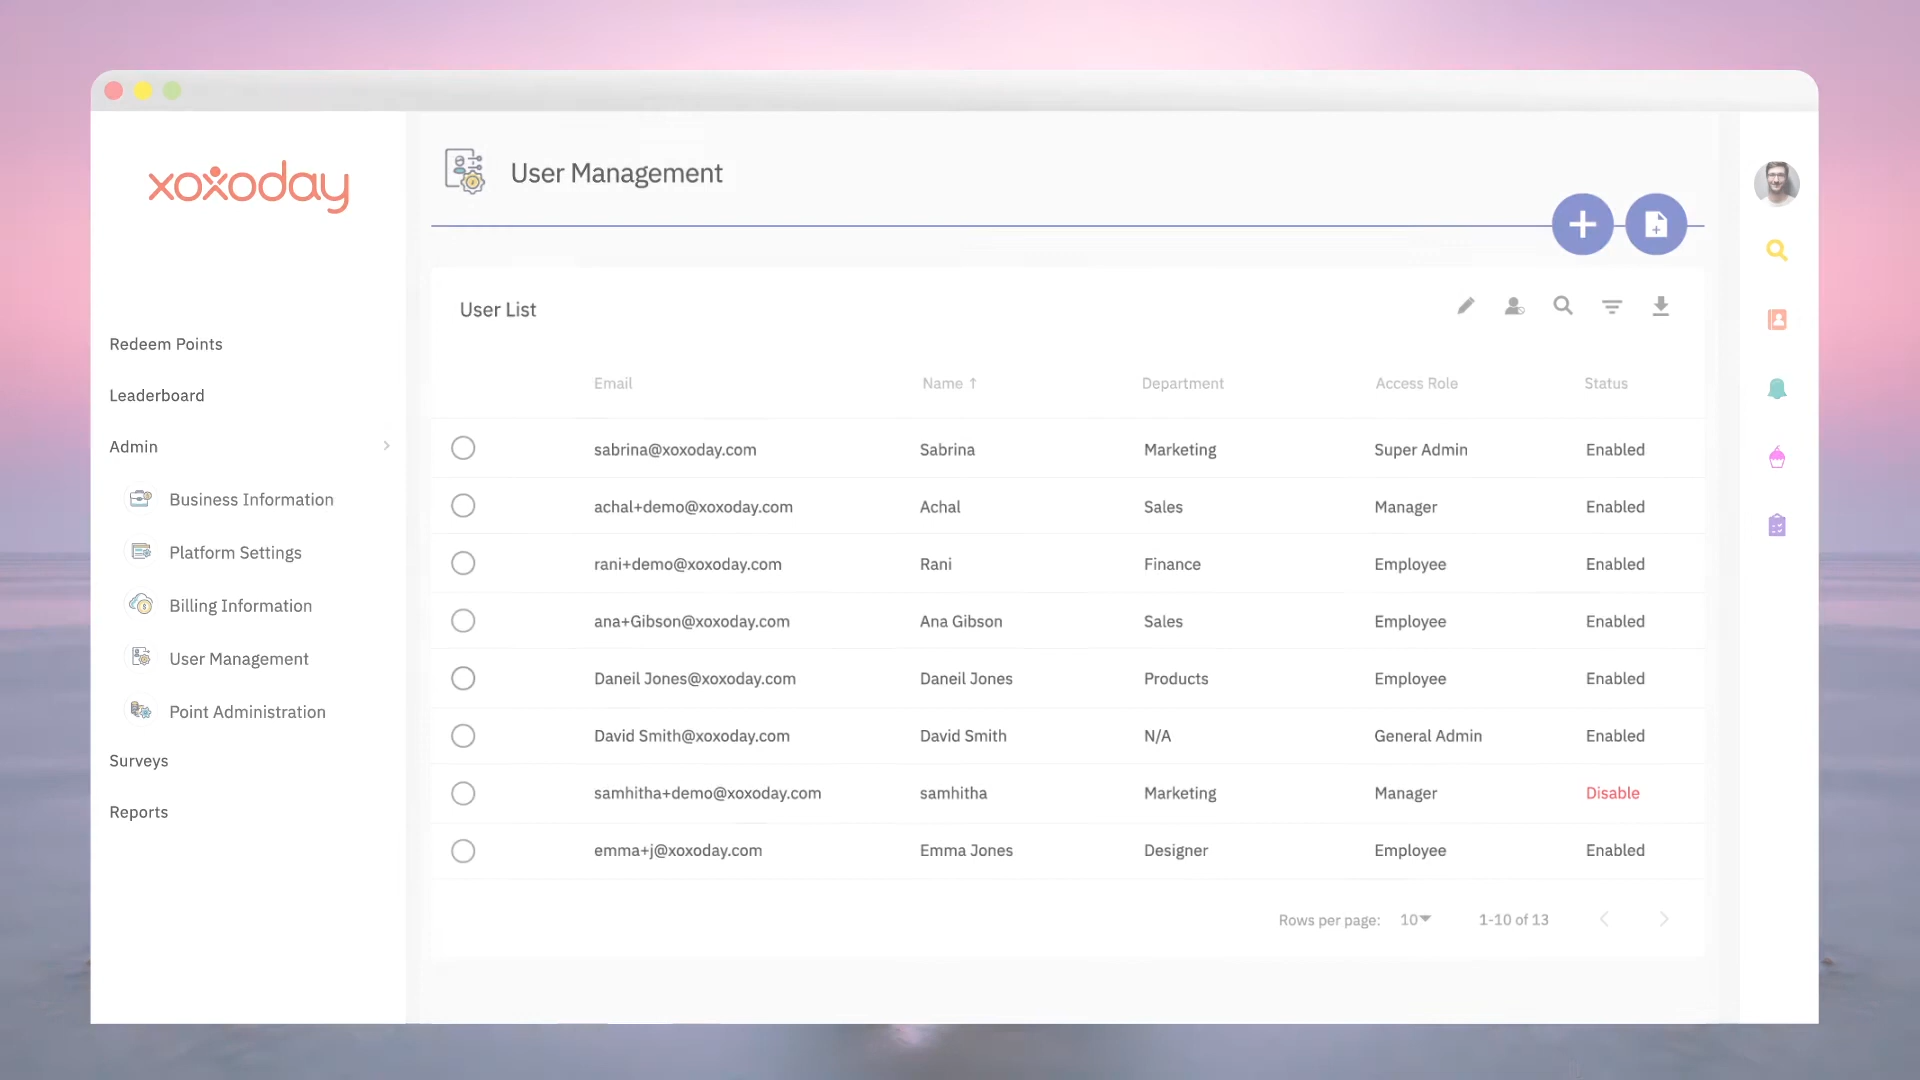 xoxoday
User Management
User List
Redeem Points
Leaderboard
Admin
Business Information
Platform Settings
Billing Information
User Management
Point Administration
Surveys
Reports
Email Name ↑ Department Access Role Status
sabrina@xoxoday.com Sabrina Marketing Super Admin Enabled
achal+demo@xoxoday.com Achal Sales Manager Enabled
rani+demo@xoxoday.com Rani Finance Employee Enabled
ana+Gibson@xoxoday.com Ana Gibson Sales Employee Enabled
Daneil Jones@xoxoday.com Daneil Jones Products Employee Enabled
David Smith@xoxoday.com David Smith N/A General Admin Enabled
samhitha+demo@xoxoday.com samhitha Marketing Manager Disable
emma+j@xoxoday.com Emma Jones Designer Employee Enabled
Rows per page: 10 1-10 of 13